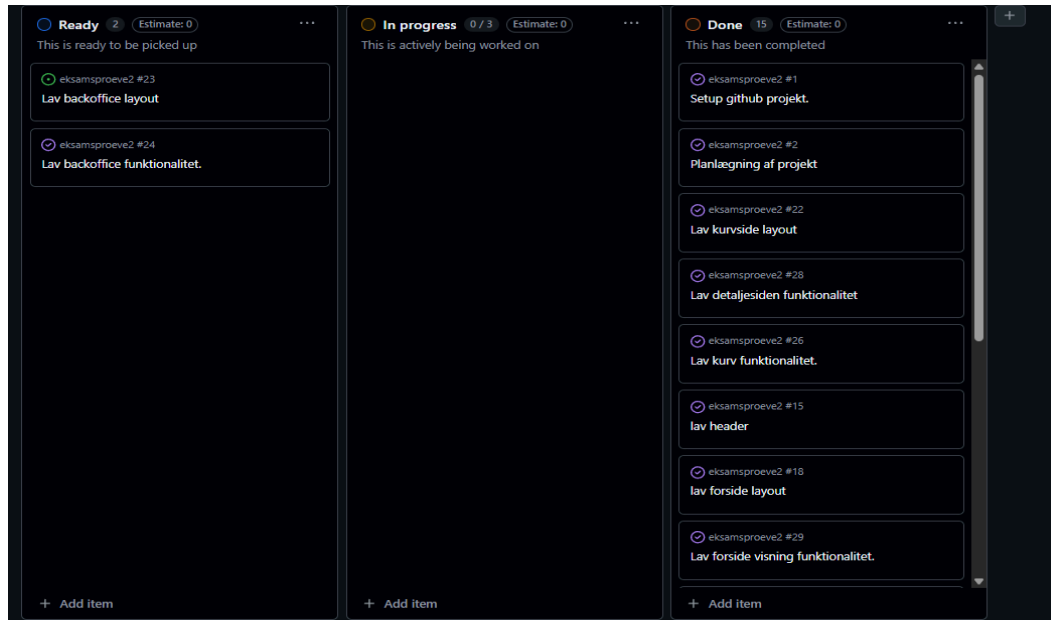 Ready 2 Estimate: 0 ...
This is ready to be picked up
eksamsproeve2 #23
Lav backoffice layout
eksamsproeve2 #24
Lav backoffice funktionalitet.
+ Add item
In progress 0 / 3 Estimate: 0 ...
This is actively being worked on
+ Add item
Done 15 Estimate: 0 ...
This has been completed
eksamsproeve2 #1
Setup github projekt.
eksamsproeve2 #2
Planlægning af projekt
eksamsproeve2 #22
Lav kurvside layout
eksamsproeve2 #28
Lav detaljesiden funktionalitet
eksamsproeve2 #26
Lav kurv funktionalitet.
eksamsproeve2 #15
lav header
eksamsproeve2 #18
lav forside layout
eksamsproeve2 #29
Lav forside visning funktionalitet.
+ Add item
+